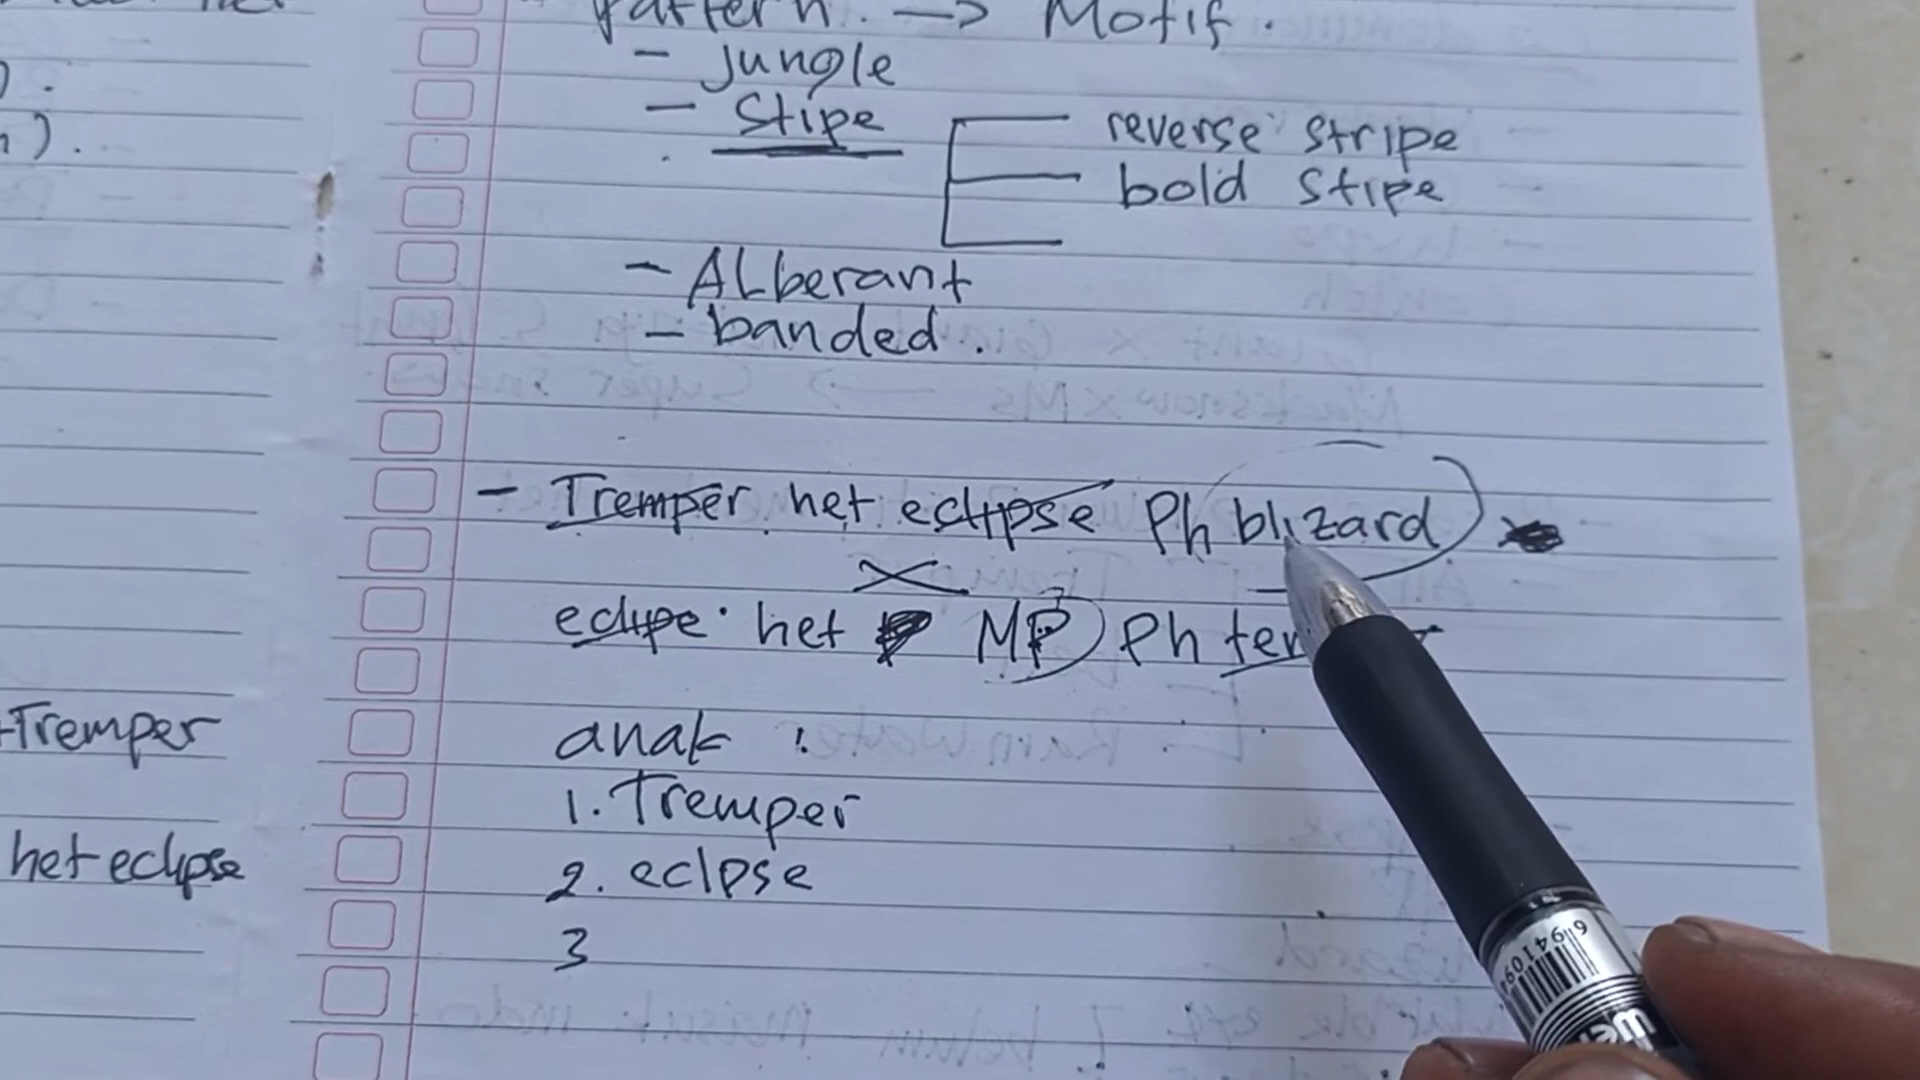 ).
n).
Tremper
het eclipse
Pattern. -> Motif.
- jungle
- Stipe
reverse stripe
bold stipe
- ALberant
- banded.
- Tremper het eclipse Ph blizard
X
eclipe. het MP Ph
anak :
1. Tremper
2. eclpse
3